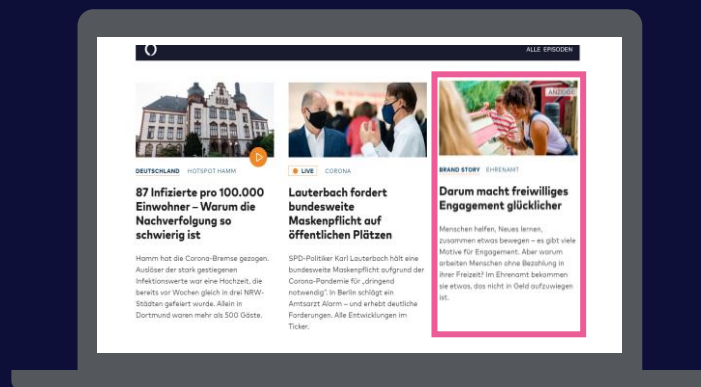 ALLE EPISODEN
DEUTSCHLAND HOTSPOT HAMM
87 Infizierte pro 100.000
Einwohner – Warum die
Nachverfolgung so
schwierig ist
Hamm hat die Corona-Bremse gezogen.
Auslöser der stark gestiegenen
Infektionswerte war eine Hochzeit, die
bereits vor Wochen gleich in drei NRW-
Städten gefeiert wurde. Allein in
Dortmund waren mehr als 500 Gäste.
LIVE CORONA
Lauterbach fordert
bundesweite
Maskenpflicht auf
öffentlichen Plätzen
SPD-Politiker Karl Lauterbach hält eine
bundesweite Maskenpflicht aufgrund der
Corona-Pandemie für „dringend
notwendig“. In Berlin schlägt ein
Amtsarzt Alarm – und erhebt deutliche
Forderungen. Alle Entwicklungen im
Ticker.
ANZEIGE
BRAND STORY EHRENAMT
Darum macht freiwilliges
Engagement glücklicher
Menschen helfen, Neues lernen,
zusammen etwas bewegen – es gibt viele
Motive für Engagement. Aber warum
arbeiten Menschen ohne Bezahlung in
ihrer Freizeit? Im Ehrenamt bekommen
sie etwas, das nicht in Geld aufzuwiegen
ist.